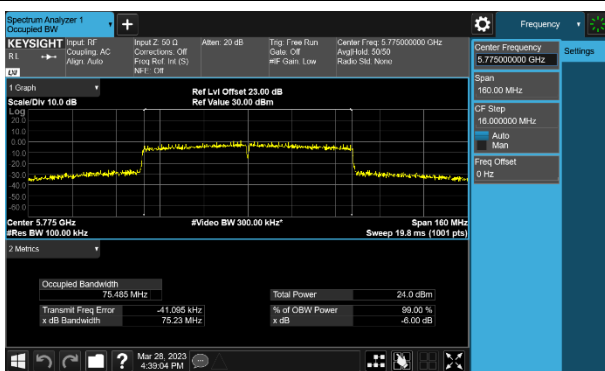 Spectrum Analyzer 1
Occupied BW
+
Frequency
KEYSIGHT
RL
Input: RF
Coupling: AC
Align: Auto
Input Z: 50 Ω
Corrections: Off
Freq Ref: Int (S)
NFE: Off
Atten: 20 dB
Trig: Free Run
Gate: Off
#IF Gain: Low
Center Freq: 5.775000000 GHz
Avg|Hold: 50/50
Radio Std: None
LXI
Center Frequency
5.775000000 GHz
Settings
Span
160.00 MHz
CF Step
16.000000 MHz
Auto
Man
Freq Offset
0 Hz
1 Graph
Scale/Div 10.0 dB
Ref Lvl Offset 23.00 dB
Ref Value 30.00 dBm
Log
20.0
10.0
0.00
10.0
20.0
30.0
-40.0
-50.0
-60.0
Center 5.775 GHz
#Res BW 100.00 kHz
#Video BW 300.00 kHz*
Span 160 MHz
Sweep 19.8 ms (1001 pts)
2 Metrics
Occupied Bandwidth
75.485 MHz
Total Power
24.0 dBm
Transmit Freq Error
-41.095 kHz
% of OBW Power
99.00 %
x dB Bandwidth
75.23 MHz
x dB
-6.00 dB
?
Mar 28, 2023
4:39:04 PM